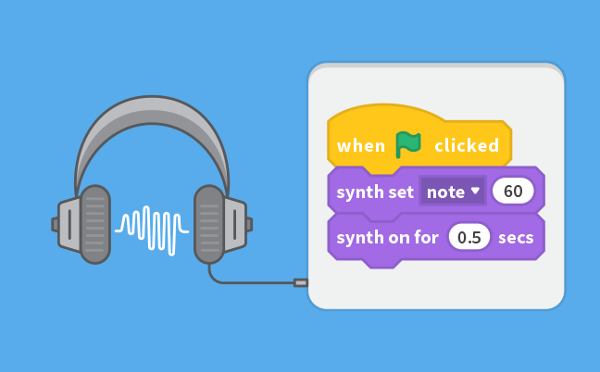 when clicked
synth set note 60
synth on for 0.5 secs